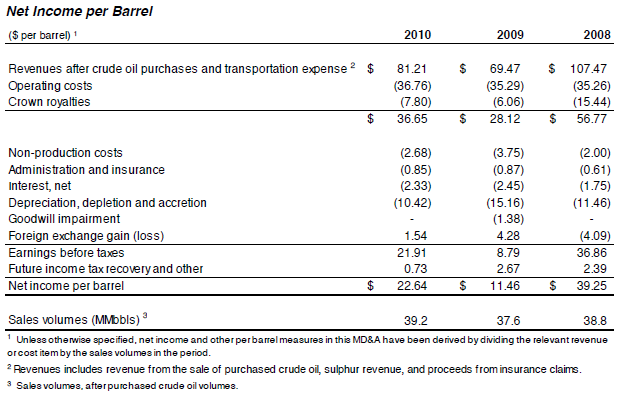 Net Income per Barrel
($ per barrel) 1 2010 2009 2008
Revenues after crude oil purchases and transportation expense 2 $ 81.21 $ 69.47 $ 107.47
Operating costs (36.76) (35.29) (35.26)
Crown royalties (7.80) (6.06) (15.44)
$ 36.65 $ 28.12 $ 56.77
Non-production costs (2.68) (3.75) (2.00)
Administration and insurance (0.85) (0.87) (0.61)
Interest, net (2.33) (2.45) (1.75)
Depreciation, depletion and accretion (10.42) (15.16) (11.46)
Goodwill impairment - (1.38) -
Foreign exchange gain (loss) 1.54 4.28 (4.09)
Earnings before taxes 21.91 8.79 36.86
Future income tax recovery and other 0.73 2.67 2.39
Net income per barrel $ 22.64 $ 11.46 $ 39.25
Sales volumes (MMbbls) 3 39.2 37.6 38.8
1 Unless otherwise specified, net income and other per barrel measures in this MD&A have been derived by dividing the relevant revenue
or cost item by the sales volumes in the period.
2 Revenues includes revenue from the sale of purchased crude oil, sulphur revenue, and proceeds from insurance claims.
3 Sales volumes, after purchased crude oil volumes.